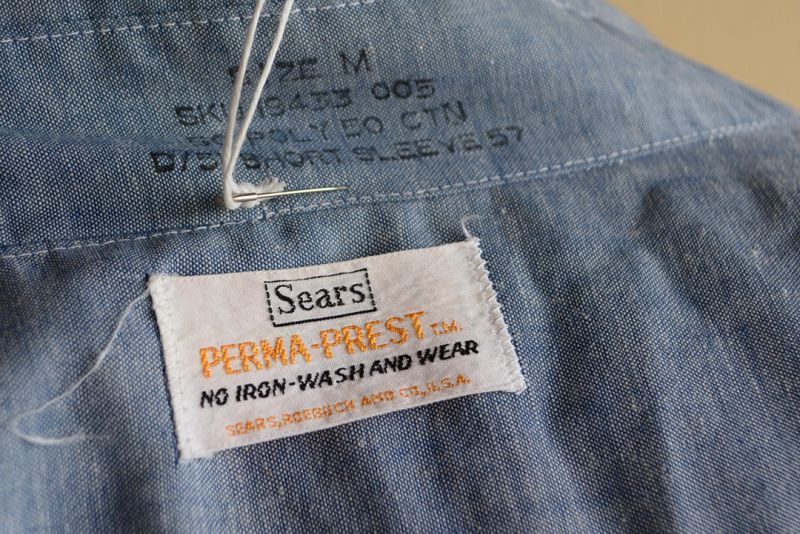 SIZE M
005
POLY 50 CTN
SHORT SLEEVE 57
Sears
PERMA-PREST T.M.
NO IRON-WASH AND WEAR
SEARS, ROEBUCK AND CO., U.S.A.